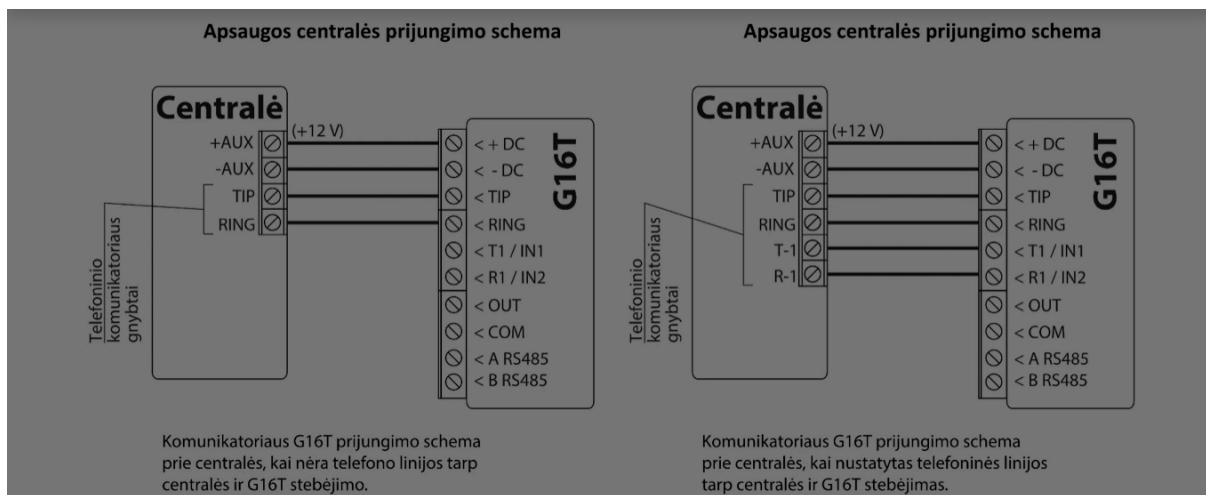 Apsaugos centralės prijungimo schema
Centralė
+AUX
(+12 V)
-AUX
TIP
RING
Telefoninio
komunikatoriaus
gnybtai
G16T
< + DC
< - DC
< TIP
< RING
< T1 / IN1
< R1 / IN2
< OUT
< COM
< A RS485
< B RS485
Komunikatoriaus G16T prijungimo schema
prie centralės, kai nėra telefono linijos tarp
centralės ir G16T stebėjimo.
Apsaugos centralės prijungimo schema
Centralė
+AUX
(+12 V)
-AUX
TIP
RING
T-1
R-1
Telefoninio
komunikatoriaus
gnybtai
G16T
< + DC
< - DC
< TIP
< RING
< T1 / IN1
< R1 / IN2
< OUT
< COM
< A RS485
< B RS485
Komunikatoriaus G16T prijungimo schema
prie centralės, kai nustatytas telefoninės linijos
tarp centralės ir G16T stebėjimas.